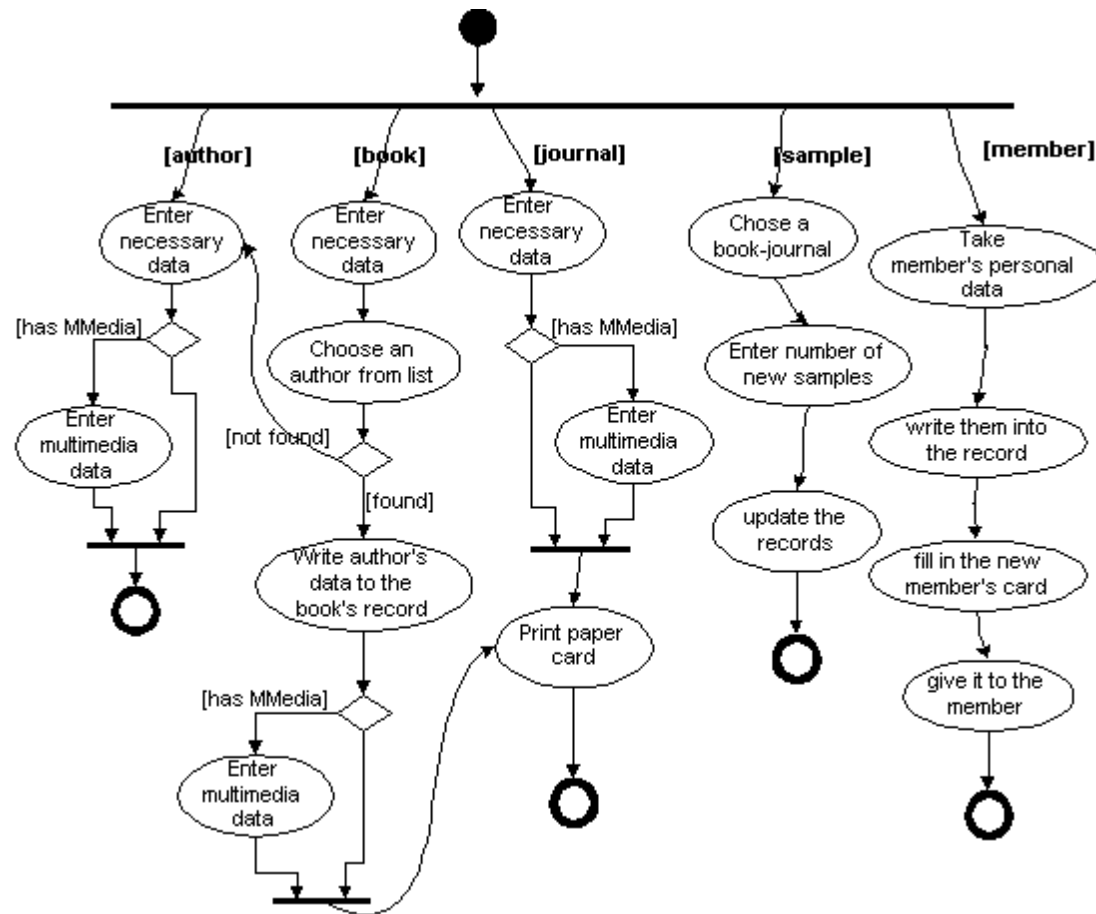 [author]
[book]
[journal]
[sample]
[member]
Enter
necessary
data
Enter
necessary
data
Enter
necessary
data
Chose a
book-journal
Take
member's personal
data
[has MMedia]
Choose an
author from list
[has MMedia]
Enter number of
new samples
Enter
multimedia
data
[not found]
Enter
multimedia
data
write them into
the record
[found]
update the
records
Write author's
data to the
book's record
fill in the new
member's card
Print paper
card
give it to the
member
[has MMedia]
Enter
multimedia
data